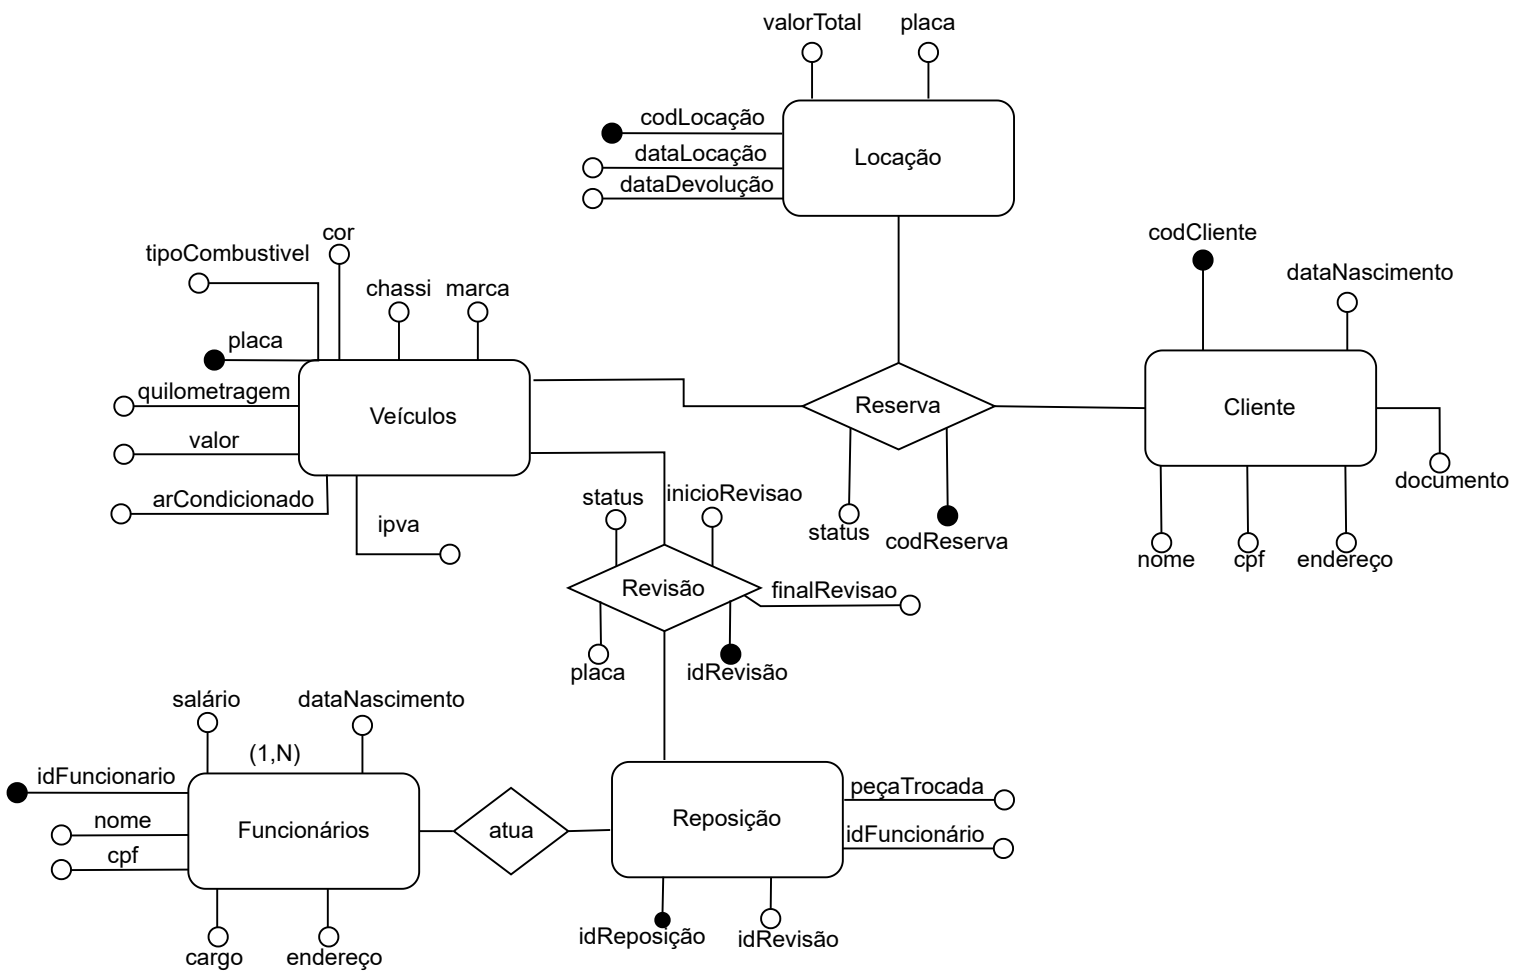 valorTotal placa
codLocação
dataLocação
dataDevolução
Locação
cor
tipoCombustivel
chassi marca
placa
quilometragem
valor
arCondicionado
ipva
Veículos
codCliente
dataNascimento
Reserva
Cliente
documento
status
codReserva
nome cpf endereço
status inicioRevisao
Revisão
finalRevisao
placa idRevisão
salário dataNascimento
(1,N)
idFuncionario
nome
cpf
Funcionários
atua
Reposição
peçaTrocada
idFuncionário
cargo endereço
idReposição idRevisão